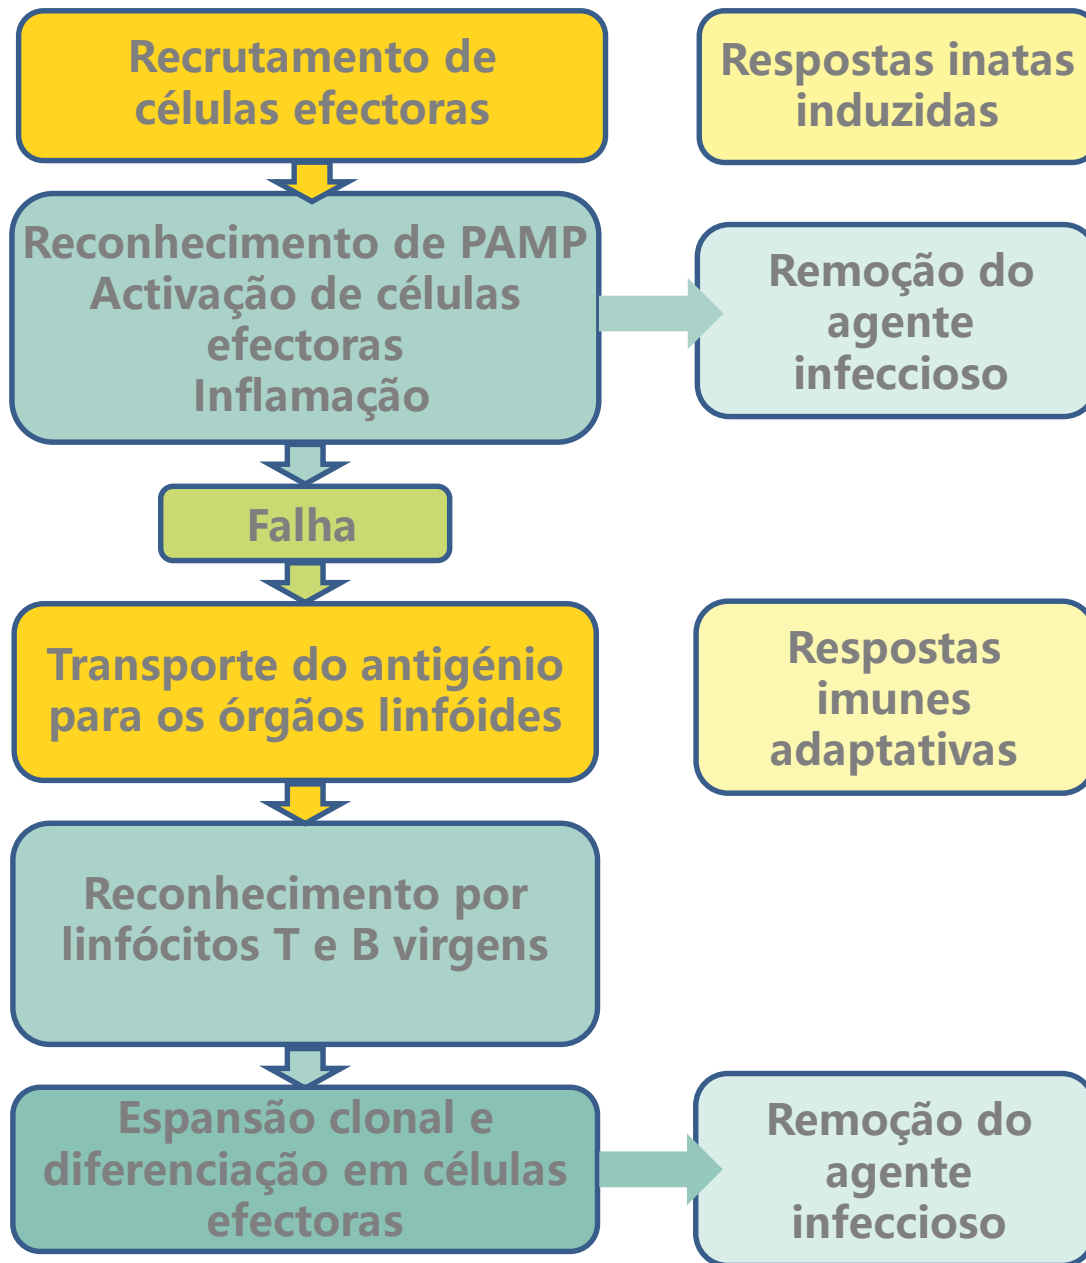 Recrutamento de
células efectoras
Respostas inatas
induzidas
Reconhecimento de PAMP
Activação de células
efectoras
Inflamação
Remoção do
agente
infeccioso
Falha
Transporte do antigénio
para os órgãos linfóides
Respostas
imunes
adaptativas
Reconhecimento por
linfócitos T e B virgens
Espansão clonal e
diferenciação em células
efectoras
Remoção do
agente
infeccioso